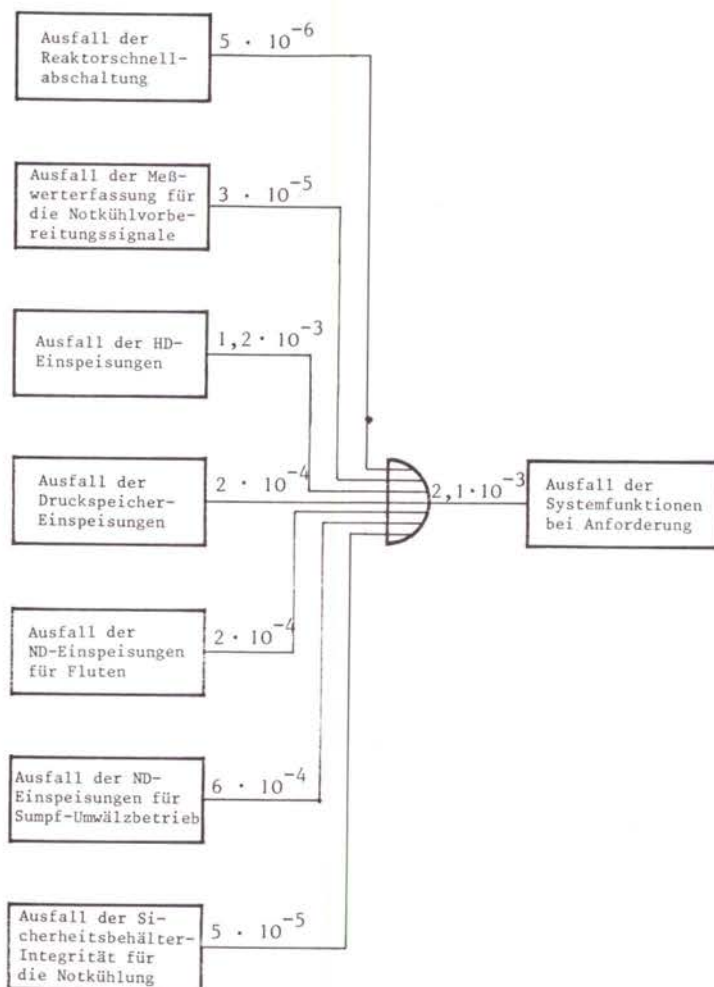 Ausfall der
Reaktorschnell-
abschaltung
5 · 10⁻⁶
Ausfall der Meß-
werterfassung für
die Notkühlvorbe-
reitungssignale
3 · 10⁻⁵
Ausfall der HD-
Einspeisungen
1,2 · 10⁻³
Ausfall der
Druckspeicher-
Einspeisungen
2 · 10⁻⁴
2,1·10⁻³
Ausfall der
Systemfunktionen
bei Anforderung
Ausfall der
ND-Einspeisungen
für Fluten
2 · 10⁻⁴
Ausfall der ND-
Einspeisungen für
Sumpf-Umwälzbetrieb
6 · 10⁻⁴
Ausfall der Si-
cherheitsbehälter-
Integrität für
die Notkühlung
5 · 10⁻⁵